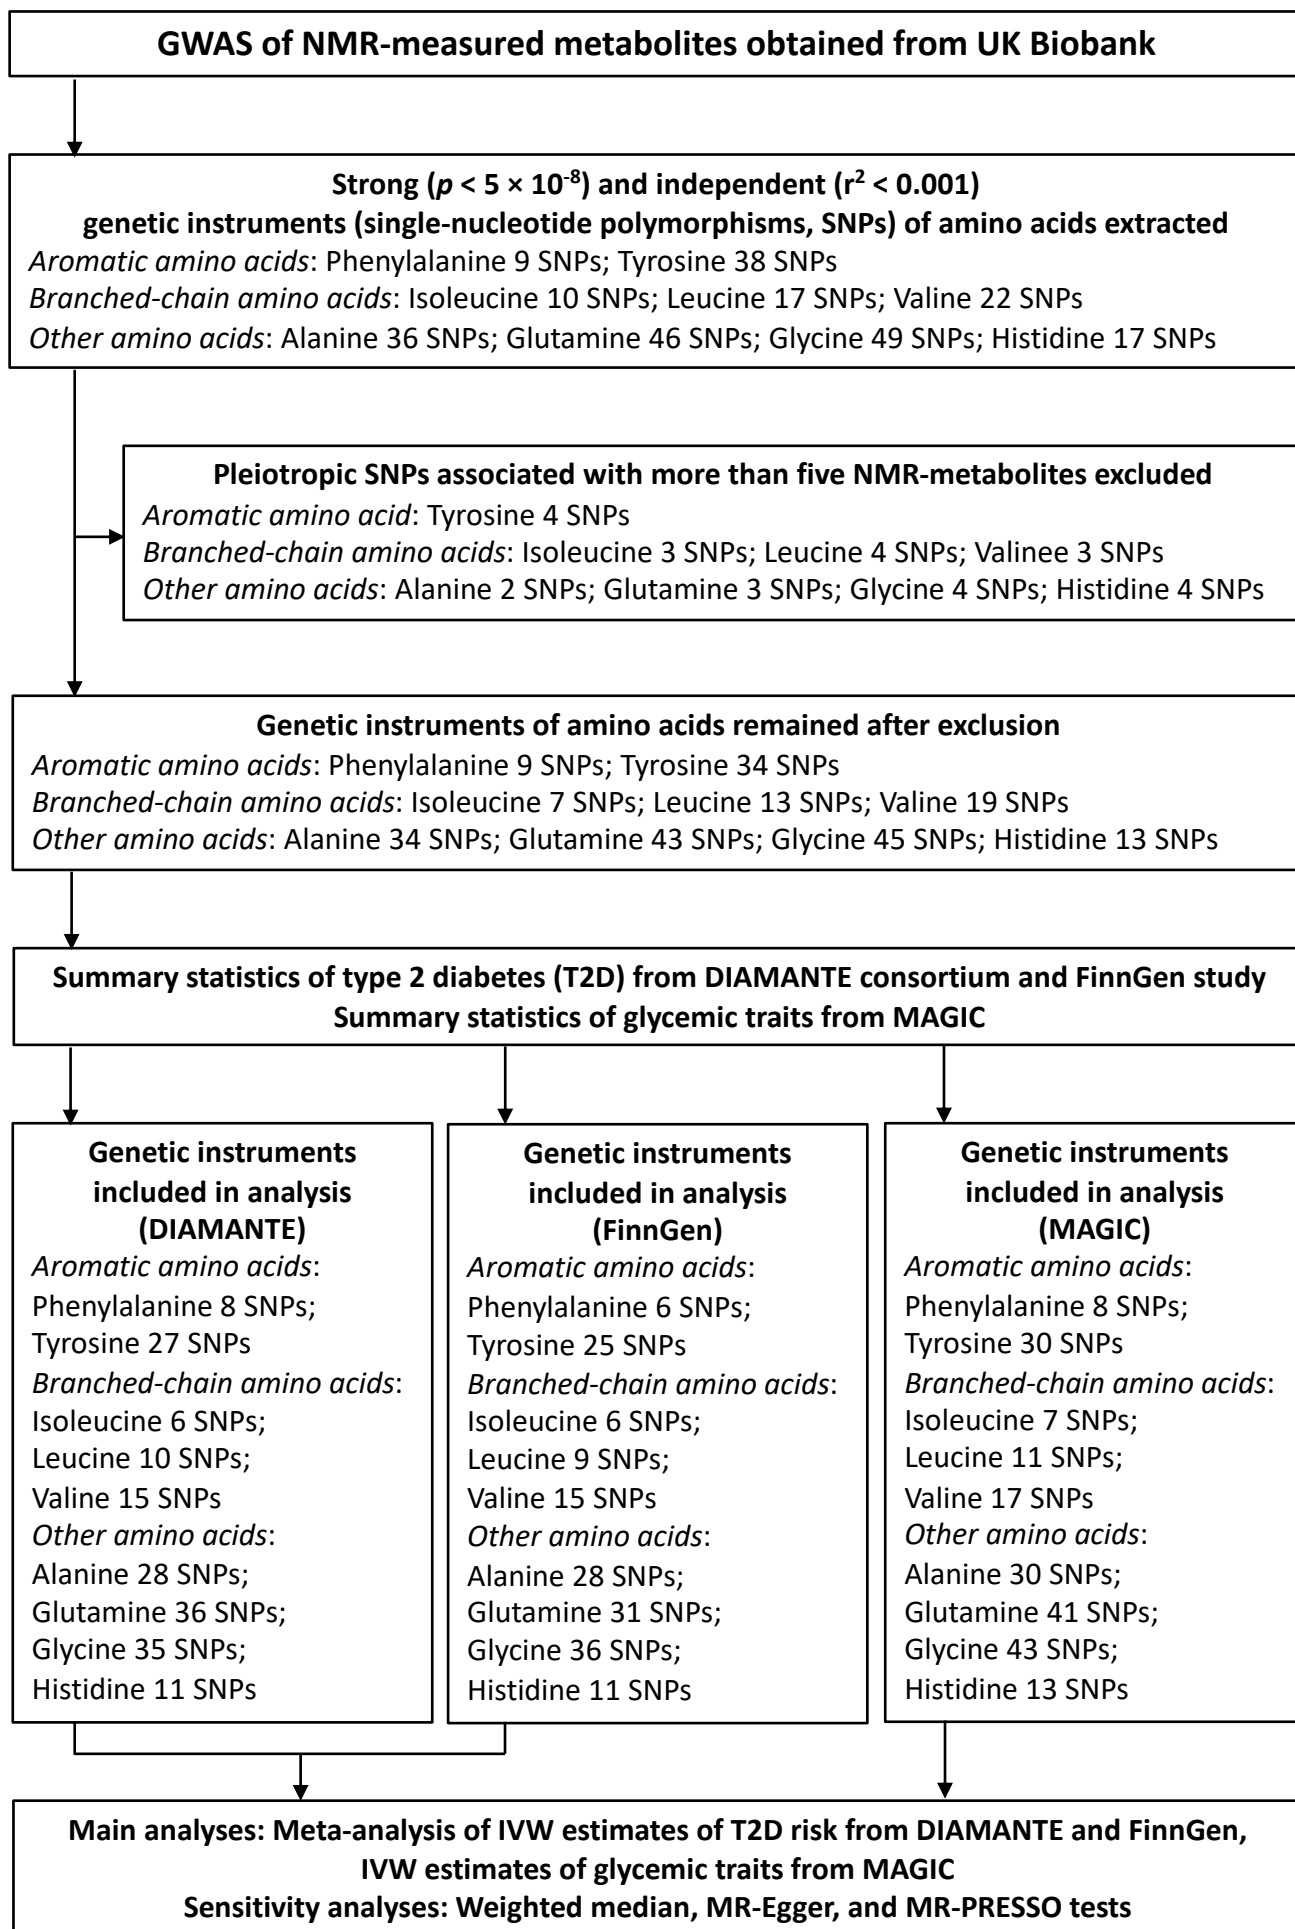 GWAS of NMR-measured metabolites obtained from UK Biobank
Strong (p < 5 × 10⁻⁸) and independent (r² < 0.001)
genetic instruments (single-nucleotide polymorphisms, SNPs) of amino acids extracted
Aromatic amino acids: Phenylalanine 9 SNPs; Tyrosine 38 SNPs
Branched-chain amino acids: Isoleucine 10 SNPs; Leucine 17 SNPs; Valine 22 SNPs
Other amino acids: Alanine 36 SNPs; Glutamine 46 SNPs; Glycine 49 SNPs; Histidine 17 SNPs
Pleiotropic SNPs associated with more than five NMR-metabolites excluded
Aromatic amino acid: Tyrosine 4 SNPs
Branched-chain amino acids: Isoleucine 3 SNPs; Leucine 4 SNPs; Valinee 3 SNPs
Other amino acids: Alanine 2 SNPs; Glutamine 3 SNPs; Glycine 4 SNPs; Histidine 4 SNPs
Genetic instruments of amino acids remained after exclusion
Aromatic amino acids: Phenylalanine 9 SNPs; Tyrosine 34 SNPs
Branched-chain amino acids: Isoleucine 7 SNPs; Leucine 13 SNPs; Valine 19 SNPs
Other amino acids: Alanine 34 SNPs; Glutamine 43 SNPs; Glycine 45 SNPs; Histidine 13 SNPs
Summary statistics of type 2 diabetes (T2D) from DIAMANTE consortium and FinnGen study
Summary statistics of glycemic traits from MAGIC
Genetic instruments
included in analysis
(DIAMANTE)
Aromatic amino acids:
Phenylalanine 8 SNPs;
Tyrosine 27 SNPs
Branched-chain amino acids:
Isoleucine 6 SNPs;
Leucine 10 SNPs;
Valine 15 SNPs
Other amino acids:
Alanine 28 SNPs;
Glutamine 36 SNPs;
Glycine 35 SNPs;
Histidine 11 SNPs
Genetic instruments
included in analysis
(FinnGen)
Aromatic amino acids:
Phenylalanine 6 SNPs;
Tyrosine 25 SNPs
Branched-chain amino acids:
Isoleucine 6 SNPs;
Leucine 9 SNPs;
Valine 15 SNPs
Other amino acids:
Alanine 28 SNPs;
Glutamine 31 SNPs;
Glycine 36 SNPs;
Histidine 11 SNPs
Genetic instruments
included in analysis
(MAGIC)
Aromatic amino acids:
Phenylalanine 8 SNPs;
Tyrosine 30 SNPs
Branched-chain amino acids:
Isoleucine 7 SNPs;
Leucine 11 SNPs;
Valine 17 SNPs
Other amino acids:
Alanine 30 SNPs;
Glutamine 41 SNPs;
Glycine 43 SNPs;
Histidine 13 SNPs
Main analyses: Meta-analysis of IVW estimates of T2D risk from DIAMANTE and FinnGen,
IVW estimates of glycemic traits from MAGIC
Sensitivity analyses: Weighted median, MR-Egger, and MR-PRESSO tests